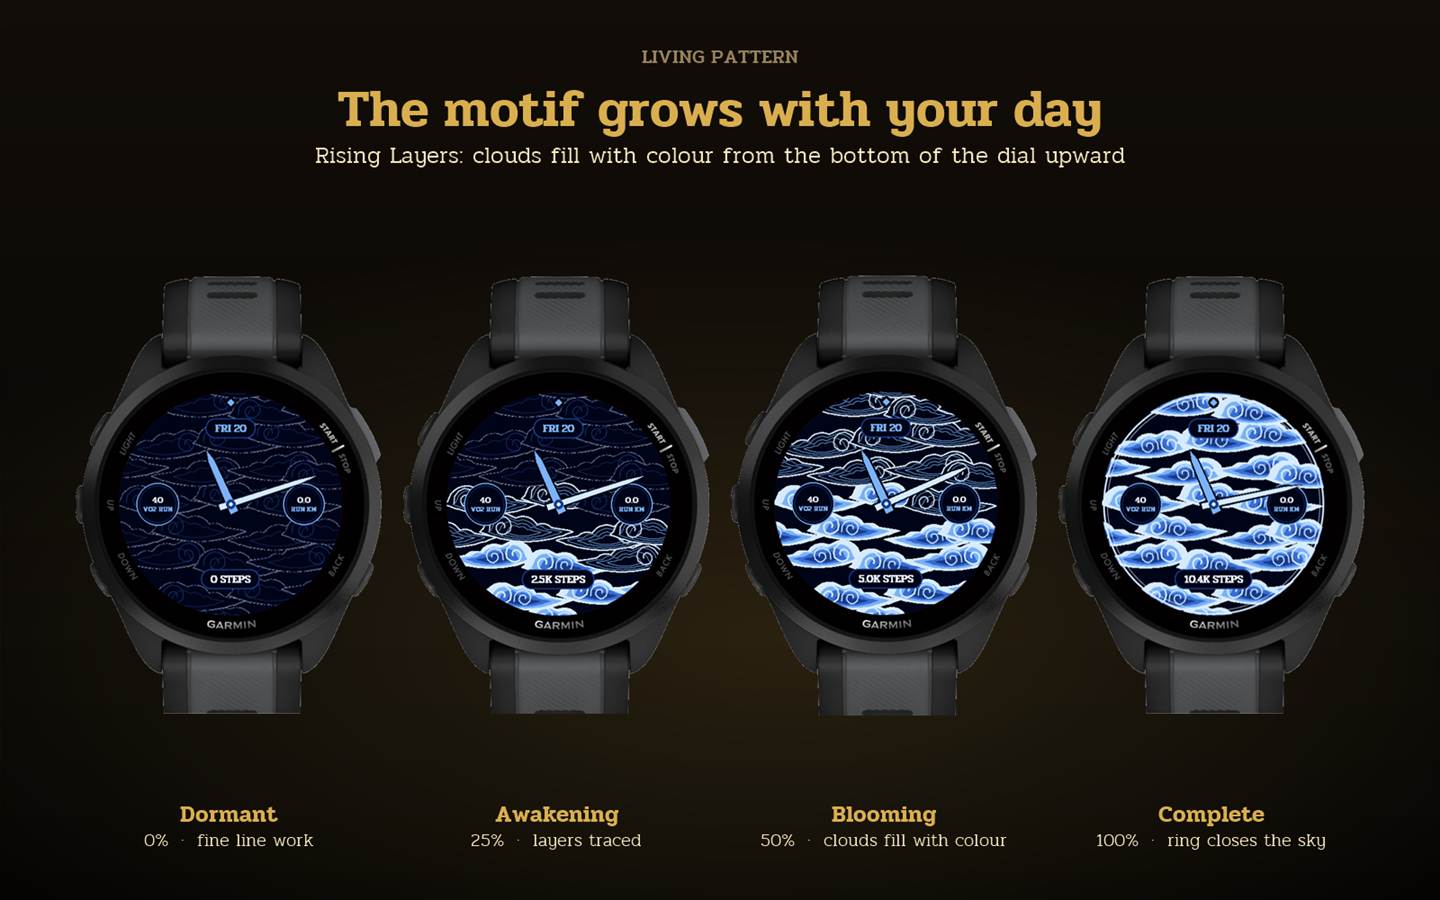 LIVING PATTERN
The motif grows with your day
Rising Layers: clouds fill with colour from the bottom of the dial upward
LIGHT
START
STOP
UP
DOWN
BACK
FRI 20
40
VO2 RUN
0.0
RUN KM
0 STEPS
GARMIN
LIGHT
START
STOP
UP
DOWN
BACK
FRI 20
40
VO2 RUN
0.0
RUN KM
2.5K STEPS
GARMIN
LIGHT
START
STOP
UP
DOWN
BACK
FRI 20
40
VO2 RUN
0.0
RUN KM
5.0K STEPS
GARMIN
LIGHT
START
STOP
UP
DOWN
BACK
FRI 20
40
VO2 RUN
0.0
RUN KM
10.4K STEPS
GARMIN
Dormant
0% · fine line work
Awakening
25% · layers traced
Blooming
50% · clouds fill with colour
Complete
100% · ring closes the sky